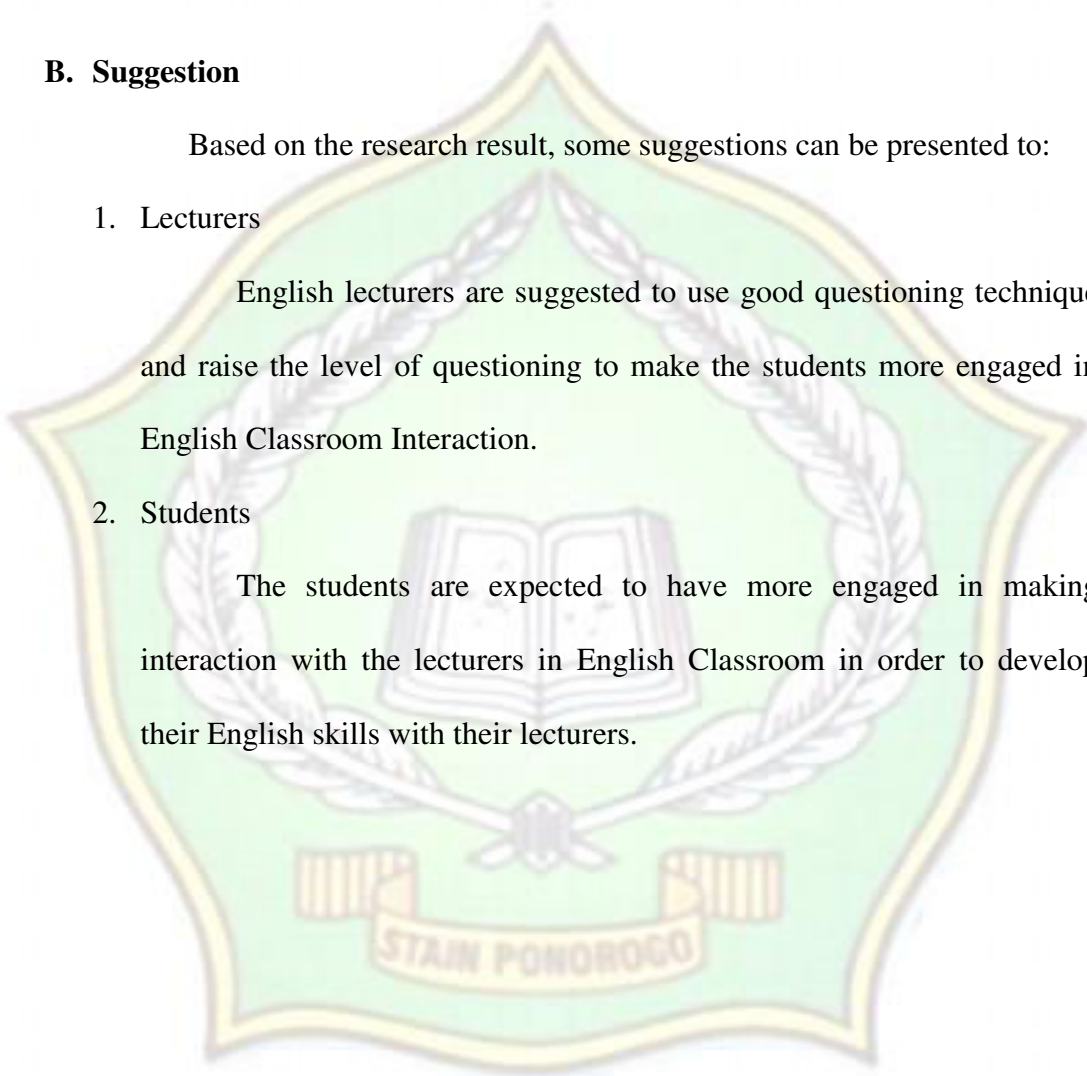 B. Suggestion
Based on the research result, some suggestions can be presented to:
1. Lecturers
English lecturers are suggested to use good questioning technique
and raise the level of questioning to make the students more engaged in
English Classroom Interaction.
2. Students
The students are expected to have more engaged in making
interaction with the lecturers in English Classroom in order to develop
their English skills with their lecturers.
STAIN PONOROGO